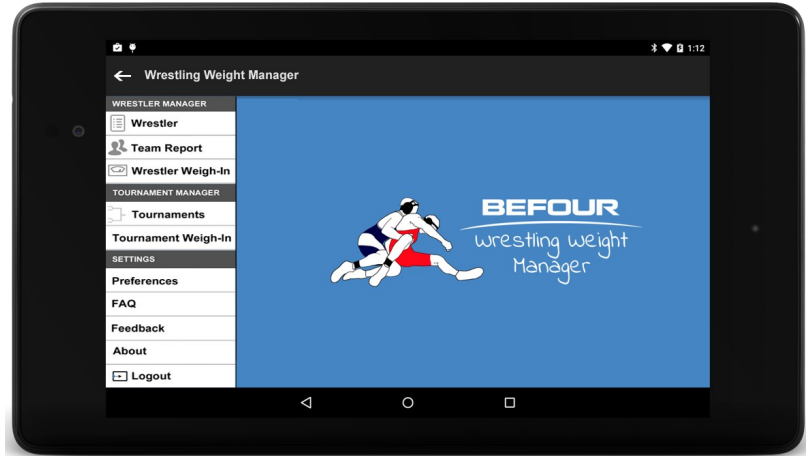 1:12
Wrestling Weight Manager
WRESTLER MANAGER
Wrestler
Team Report
Wrestler Weigh-In
TOURNAMENT MANAGER
Tournaments
Tournament Weigh-In
SETTINGS
Preferences
FAQ
Feedback
About
Logout
BEFOUR
Wrestling Weight
Manager